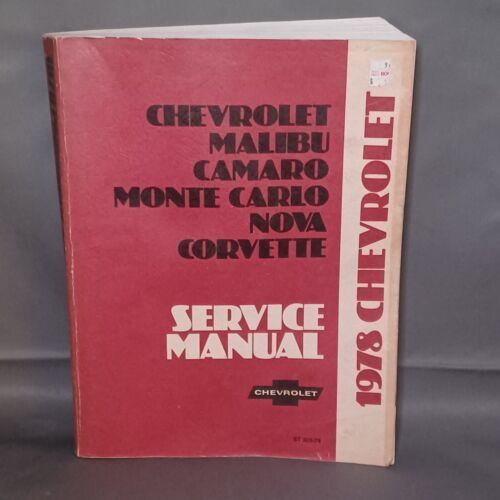 CHEVROLET
MALIBU
CAMARO
MONTE CARLO
NOVA
CORVETTE
SERVICE
MANUAL
CHEVROLET
1978 CHEVROLET